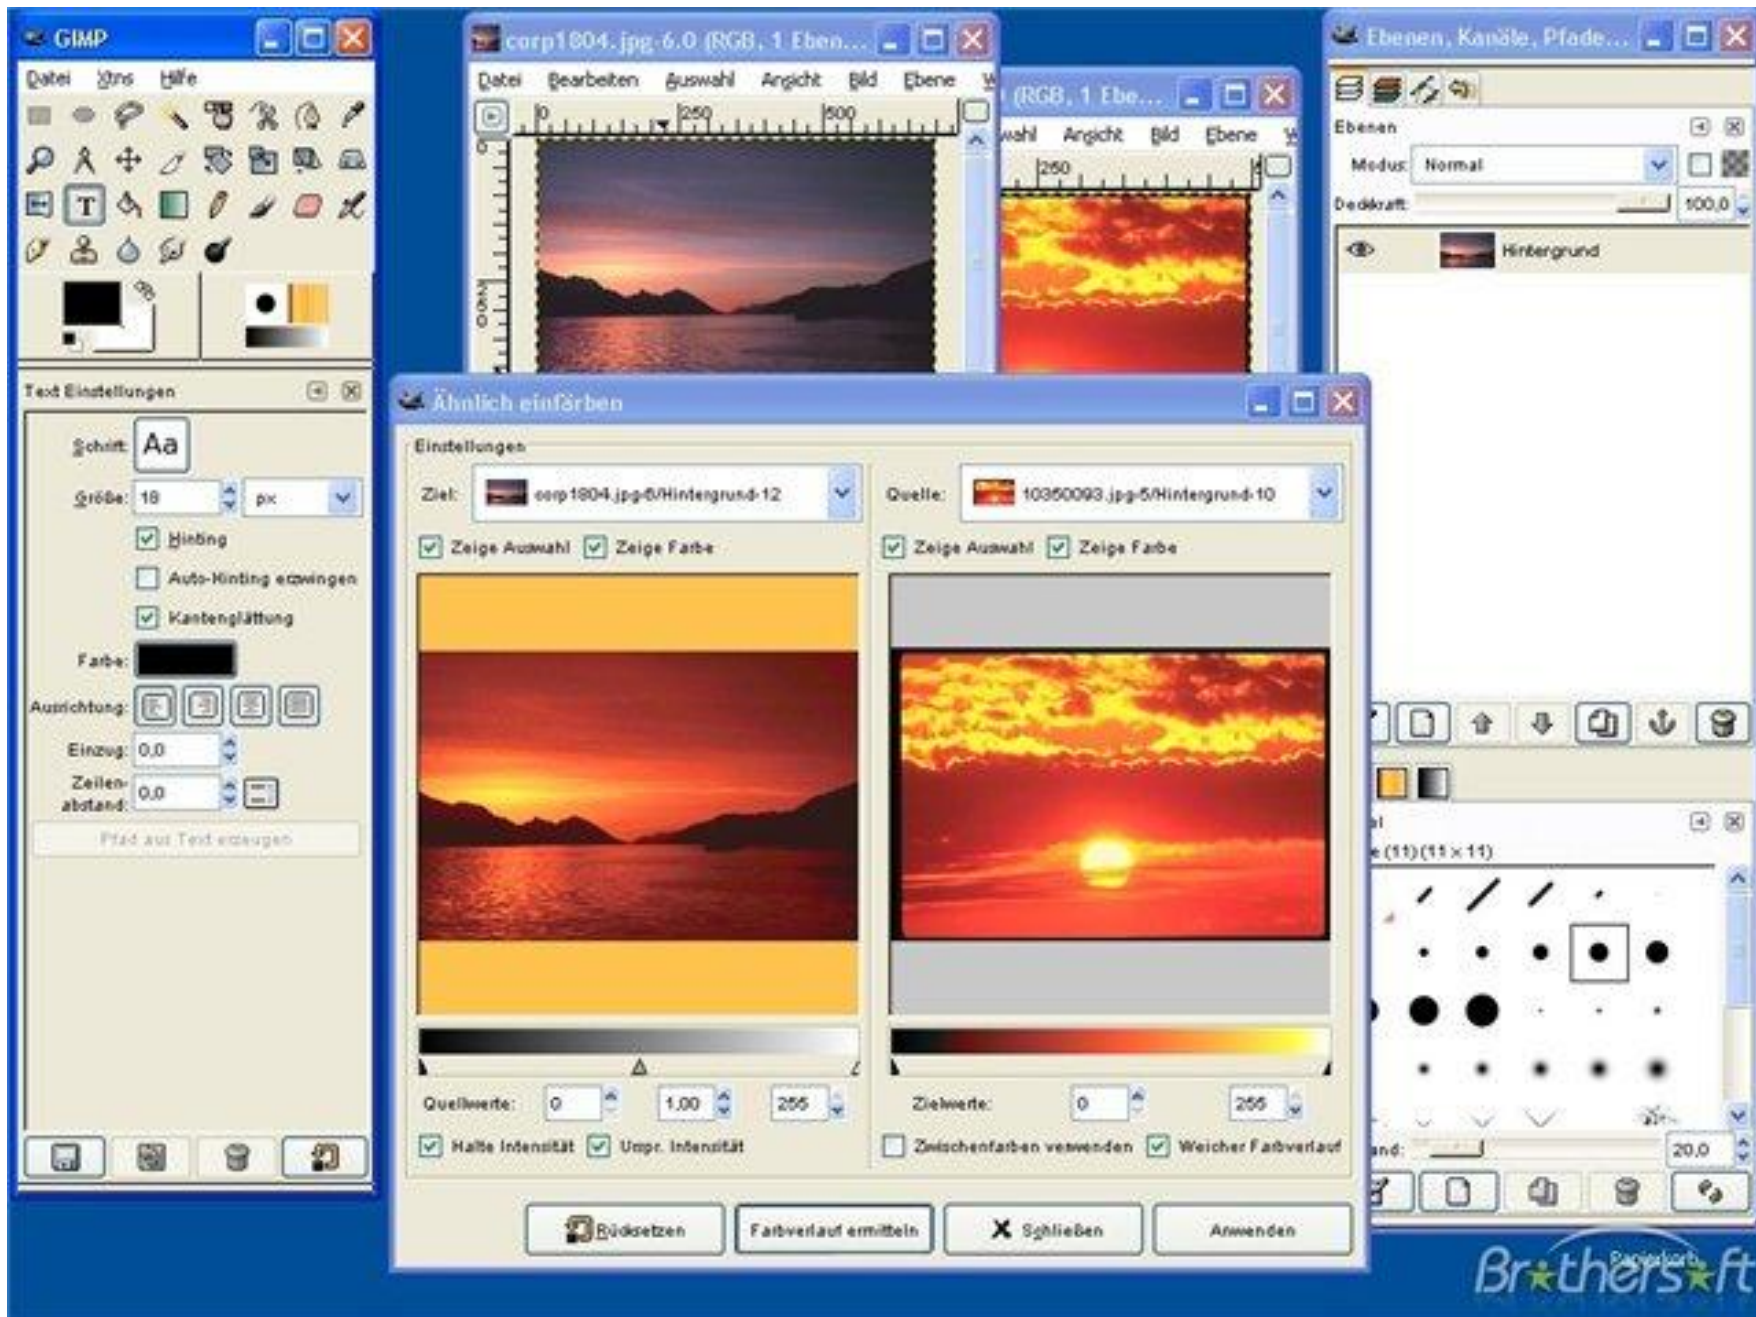 GIMP
Datei Xtns Hilfe
Text Einstellungen
Schrift: Aa
Größe: 18 px
Hinting
Auto-Hinting erzwingen
Kantenglättung
Farbe:
Ausrichtung:
Einzug: 0,0
Zeilen-
abstand: 0,0
Pfad aus Text erzeugen
corp1804.jpg-6.0 (RGB, 1 Eben...
Datei Bearbeiten Auswahl Ansicht Bild Ebene
0 250 500
0
200
(RGB, 1 Ebe...
Ansicht Bild Ebene
250
Ähnlich einfärben
Einstellungen
Ziel: corp1804.jpg-6/Hintergrund-12
Quelle: 10350093.jpg-5/Hintergrund-10
Zeige Auswahl Zeige Farbe
Zeige Auswahl Zeige Farbe
Quellwerte: 0 1,00 255
Zielwerte: 0 255
Halte Intensität Urspr. Intensität
Zwischenfarben verwenden Weicher Farbverlauf
Rücksetzen Farbverlauf ermitteln Schließen Anwenden
Ebenen, Kanäle, Pfade...
Ebenen
Modus: Normal
Deckkraft: 100,0
Hintergrund
(11) (11 x 11)
20,0
Papierkorb
Brothersoft